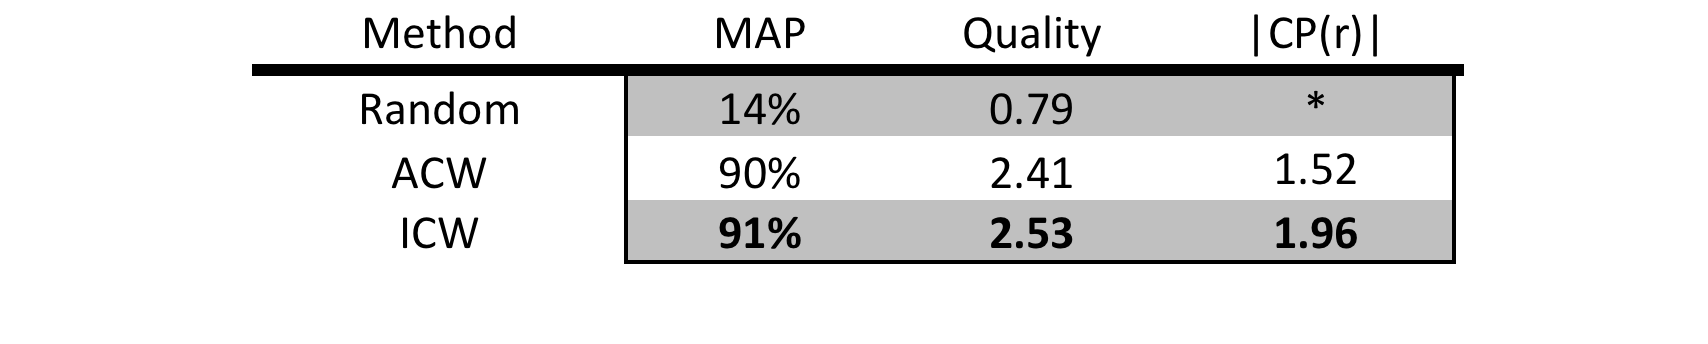 Method MAP Quality |CP(r)|
Random 14% 0.79 *
ACW 90% 2.41 1.52
ICW 91% 2.53 1.96